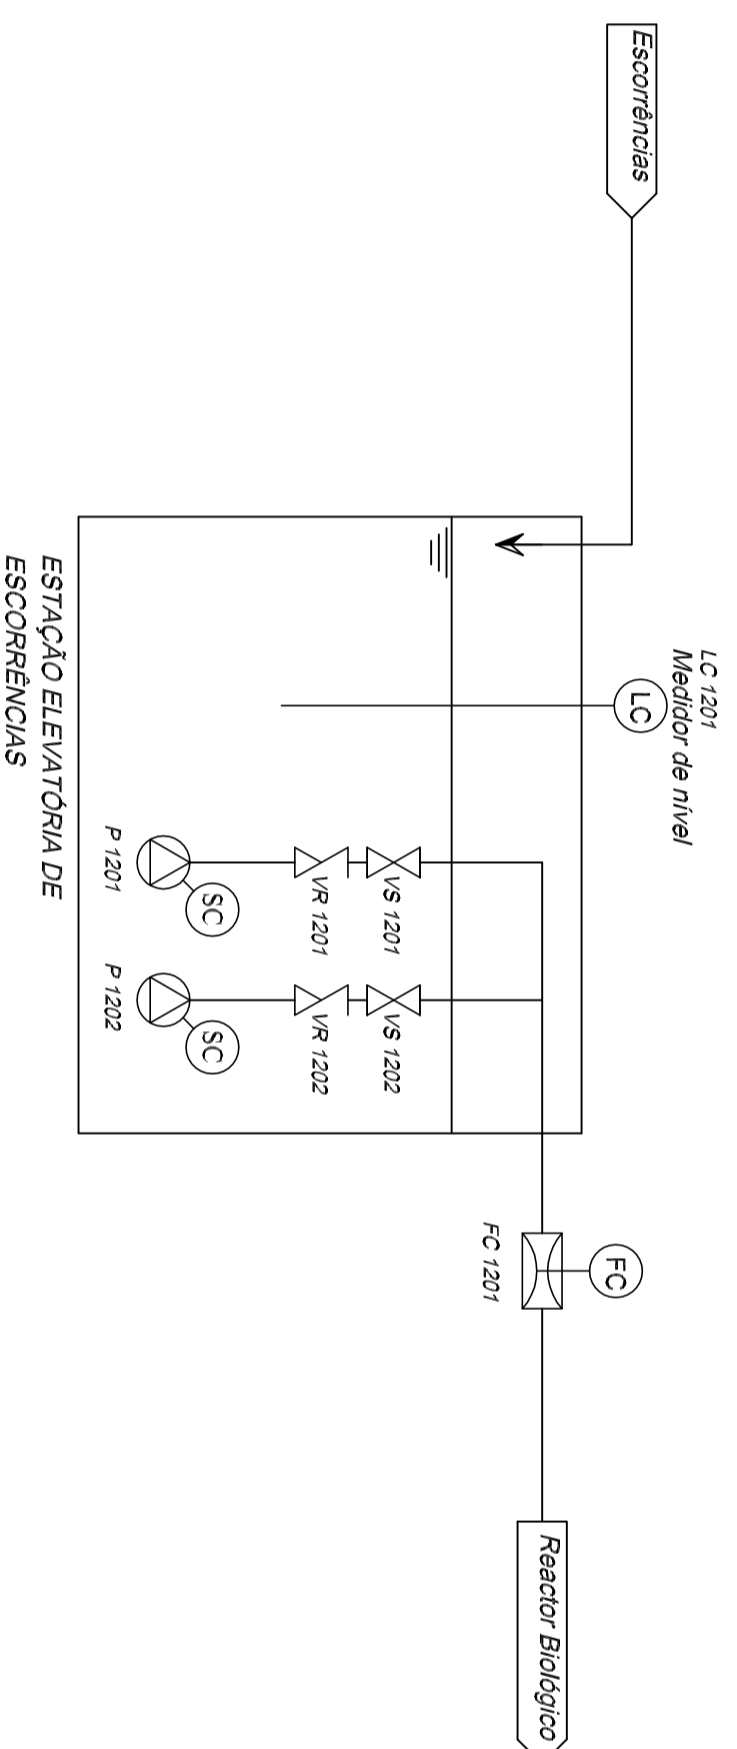 Escorrências
LC 1201
Medidor de nível
LC
FC
FC 1201
Reactor Biológico
VS 1201
VS 1202
VR 1201
VR 1202
SC
SC
P 1201
P 1202
ESTAÇÃO ELEVATÓRIA DE
ESCORRÊNCIAS